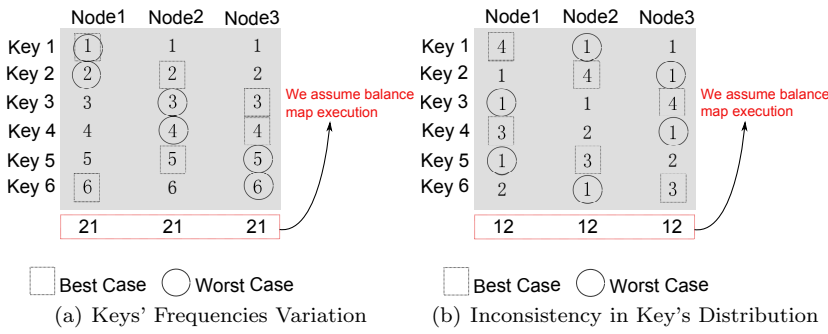 Node1 Node2 Node3
Key 1 1 1 1
Key 2 2 2 2
Key 3 3 3 3
Key 4 4 4 4
Key 5 5 5 5
Key 6 6 6 6
21 21 21
We assume balance
map execution
Best Case Worst Case
(a) Keys' Frequencies Variation
Node1 Node2 Node3
Key 1 4 1 1
Key 2 1 4 1
Key 3 1 1 4
Key 4 3 2 1
Key 5 1 3 2
Key 6 2 1 3
12 12 12
We assume balance
map execution
Best Case Worst Case
(b) Inconsistency in Key's Distribution